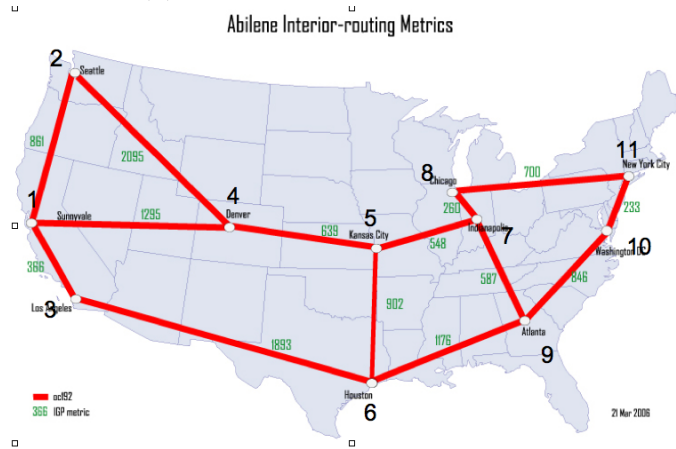 Abilene Interior-routing Metrics
2
Seattle
861
2095
11
New York City
8
Chicago
700
1
Sunnyvale
1295
4
Denver
639
5
Kansas City
260
Indianapolis
548
7
233
Washington DC
10
366
Los Angeles
3
902
587
846
1893
1176
Atlanta
9
Houston
6
oc192
366 IGP metric
21 Mar 2006